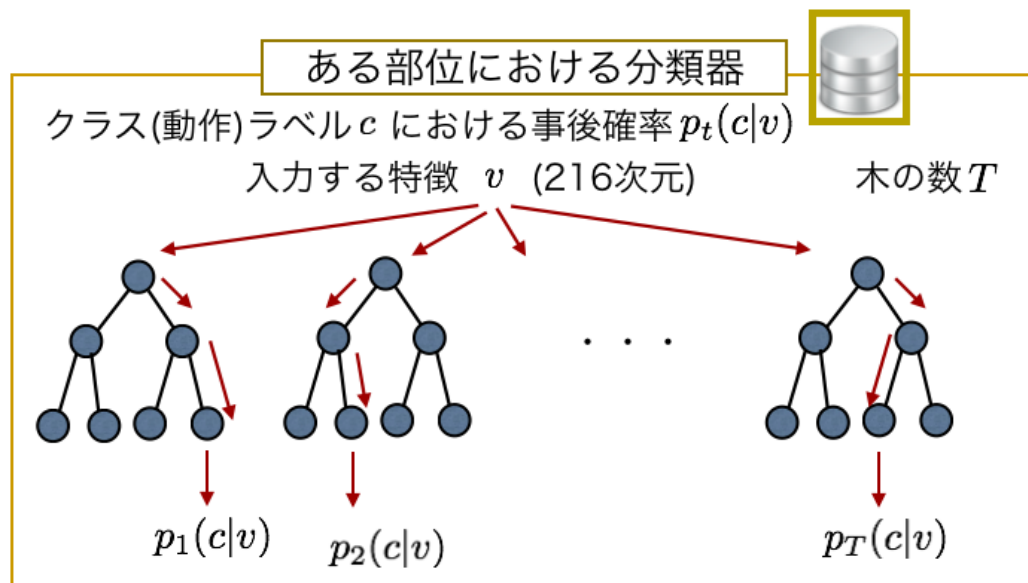 ある部位における分類器
クラス(動作)ラベル c における事後確率 p_t(c|v)
入力する特徴 v (216次元)
木の数 T
. . .
p_1(c|v)
p_2(c|v)
p_T(c|v)